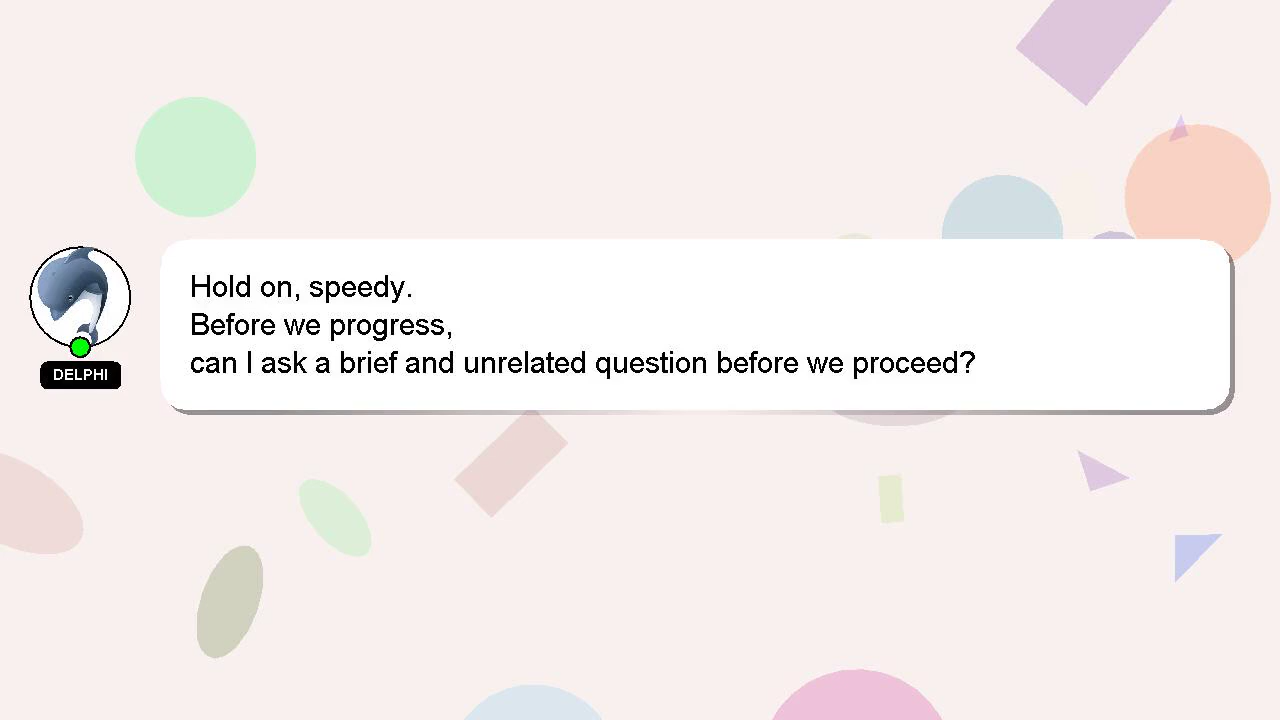 Hold on, speedy.
Before we progress,
can I ask a brief and unrelated question before we proceed?
DELPHI